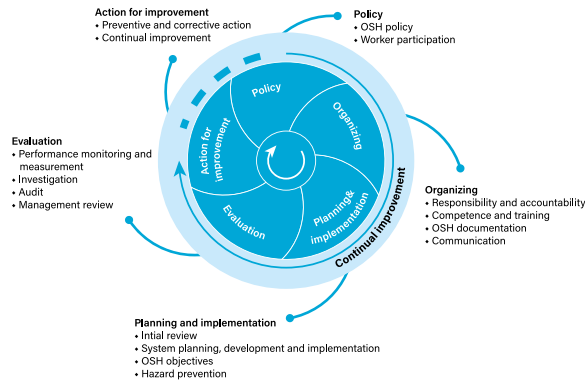 Action for improvement
• Preventive and corrective action
• Continual improvement
Policy
• OSH policy
• Worker participation
Evaluation
• Performance monitoring and
measurement
• Investigation
• Audit
• Management review
Organizing
• Responsibility and accountability
• Competence and training
• OSH documentation
• Communication
Planning and implementation
• Intial review
• System planning, development and implementation
• OSH objectives
• Hazard prevention
Policy
Organizing
Planning&
implementation
Evaluation
Action for
improvement
Continual improvement